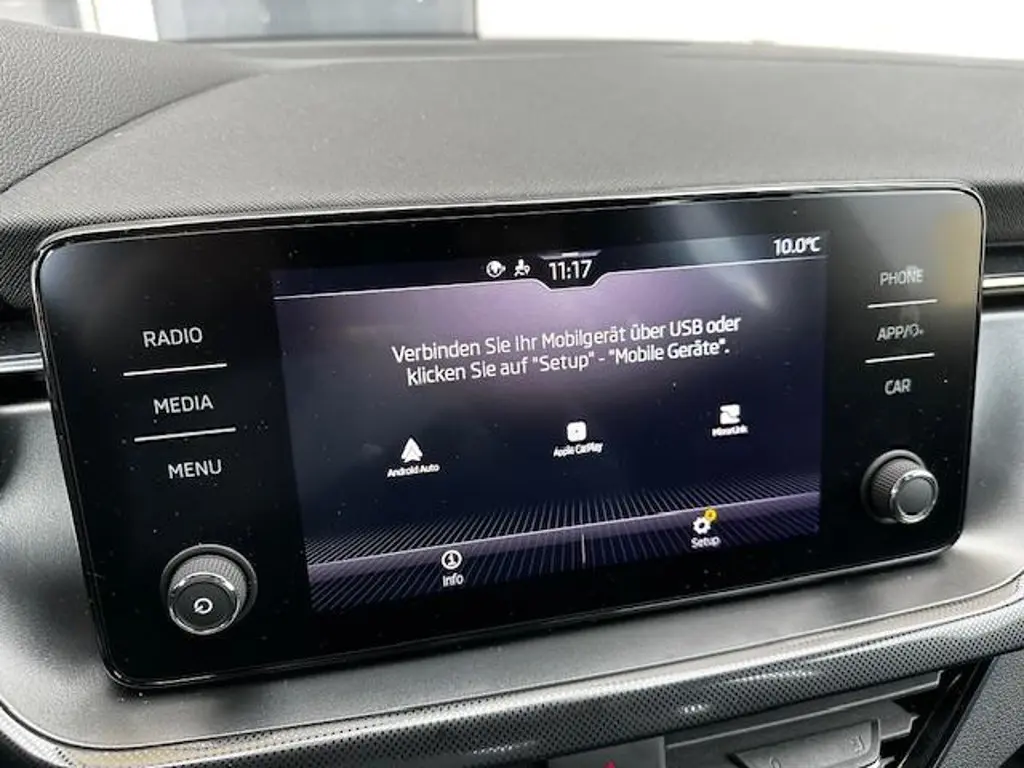 11:17
10.0°C
RADIO
MEDIA
MENU
Verbinden Sie Ihr Mobilgerät über USB oder
klicken Sie auf "Setup" - "Mobile Geräte".
Android Auto
Apple CarPlay
MirrorLink
Info
Setup
PHONE
APP/
CAR